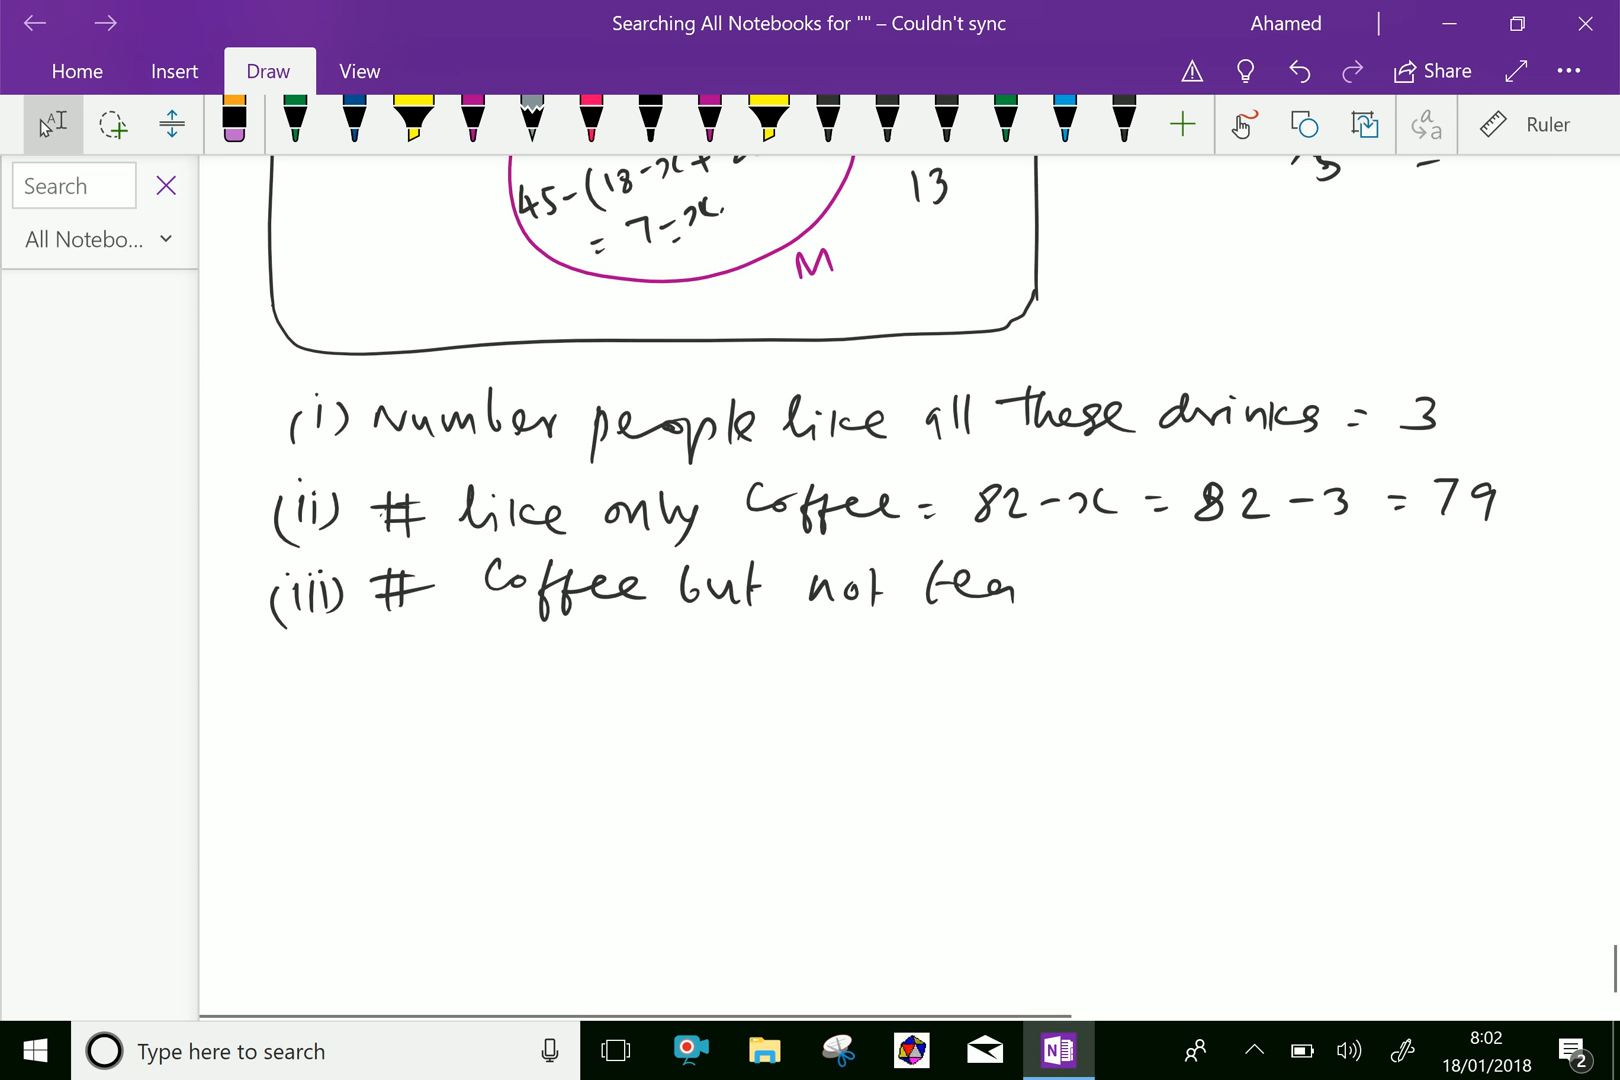 Searching All Notebooks for "" – Couldn't sync
Ahamed
Home Insert Draw View
Share
Ruler
Search
All Notebo...
45-(18-x+
= 7-x.
13
M
(i) Number people like all these drinks = 3
(ii) # like only coffee = 82-x = 82-3 = 79
(iii) # coffee but not tea
Type here to search
8:02
18/01/2018
2